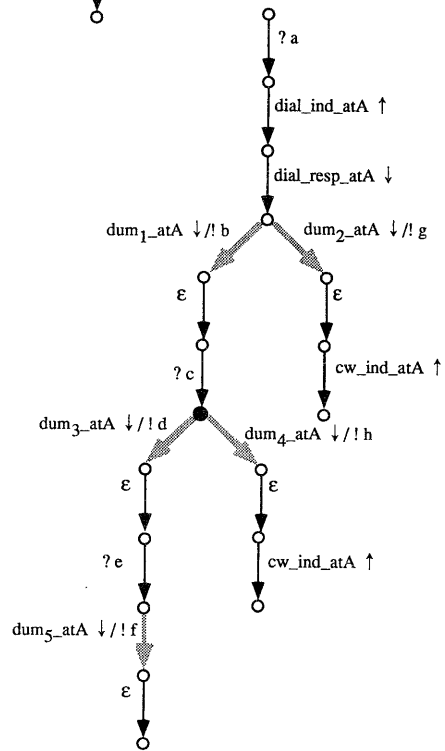 ? a
dial_ind_atA ↑
dial_resp_atA ↓
dum1_atA ↓/! b
dum2_atA ↓/! g
ε
ε
? c
cw_ind_atA ↑
dum3_atA ↓/! d
dum4_atA ↓/! h
ε
ε
? e
cw_ind_atA ↑
dum5_atA ↓/! f
ε